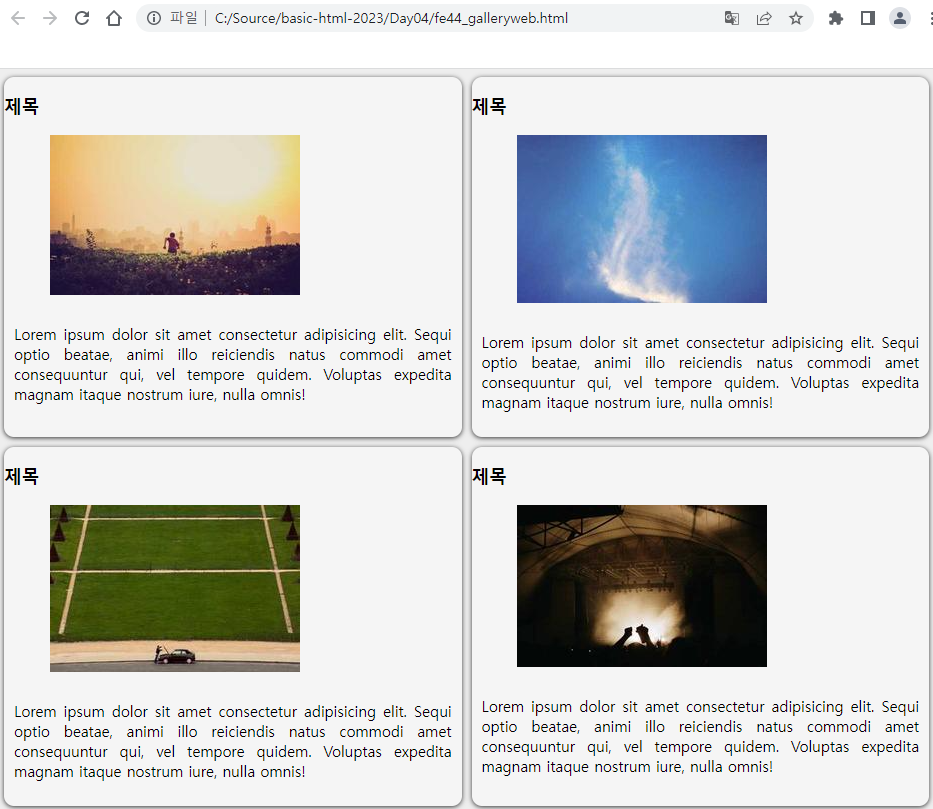 파일 | C:/Source/basic-html-2023/Day04/fe44_galleryweb.html
제목
Lorem ipsum dolor sit amet consectetur adipisicing elit. Sequi
optio beatae, animi illo reiciendis natus commodi amet
consequuntur qui, vel tempore quidem. Voluptas expedita
magnam itaque nostrum iure, nulla omnis!
제목
Lorem ipsum dolor sit amet consectetur adipisicing elit. Sequi
optio beatae, animi illo reiciendis natus commodi amet
consequuntur qui, vel tempore quidem. Voluptas expedita
magnam itaque nostrum iure, nulla omnis!
제목
Lorem ipsum dolor sit amet consectetur adipisicing elit. Sequi
optio beatae, animi illo reiciendis natus commodi amet
consequuntur qui, vel tempore quidem. Voluptas expedita
magnam itaque nostrum iure, nulla omnis!
제목
Lorem ipsum dolor sit amet consectetur adipisicing elit. Sequi
optio beatae, animi illo reiciendis natus commodi amet
consequuntur qui, vel tempore quidem. Voluptas expedita
magnam itaque nostrum iure, nulla omnis!